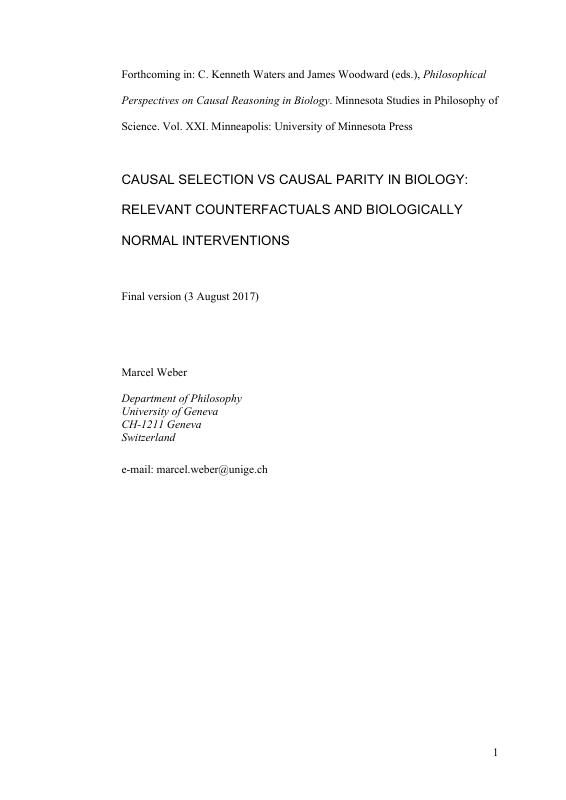 Forthcoming in: C. Kenneth Waters and James Woodward (eds.), Philosophical
Perspectives on Causal Reasoning in Biology. Minnesota Studies in Philosophy of
Science. Vol. XXI. Minneapolis: University of Minnesota Press
CAUSAL SELECTION VS CAUSAL PARITY IN BIOLOGY:
RELEVANT COUNTERFACTUALS AND BIOLOGICALLY
NORMAL INTERVENTIONS
Final version (3 August 2017)
Marcel Weber
Department of Philosophy
University of Geneva
CH-1211 Geneva
Switzerland
e-mail: marcel.weber@unige.ch
1